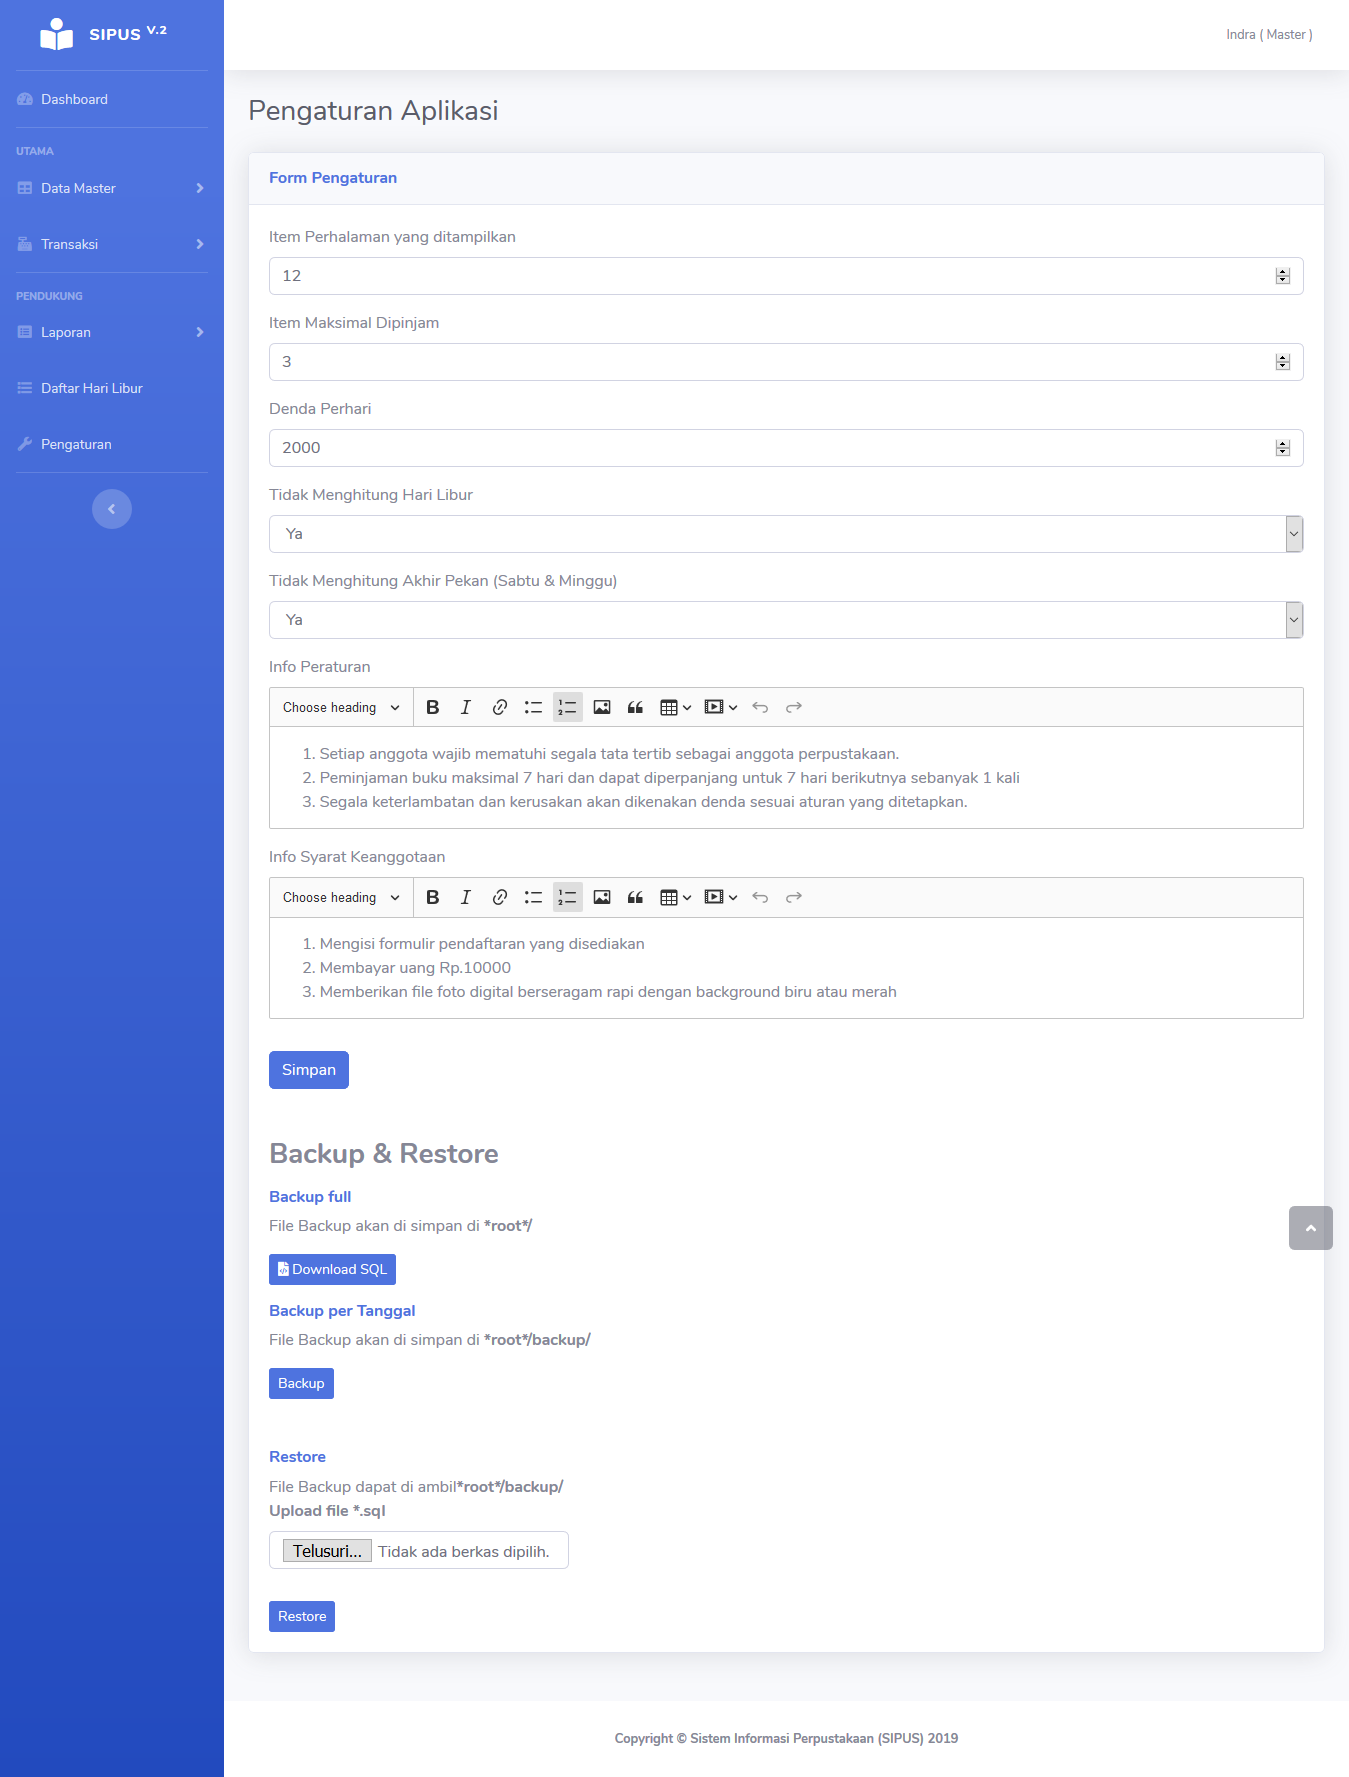 SIPUS V.2
Indra ( Master )
Dashboard
UTAMA
Data Master
Transaksi
PENDUKUNG
Laporan
Daftar Hari Libur
Pengaturan
Pengaturan Aplikasi
Form Pengaturan
Item Perhalaman yang ditampilkan
12
Item Maksimal Dipinjam
3
Denda Perhari
2000
Tidak Menghitung Hari Libur
Ya
Tidak Menghitung Akhir Pekan (Sabtu & Minggu)
Ya
Info Peraturan
Choose heading
1. Setiap anggota wajib mematuhi segala tata tertib sebagai anggota perpustakaan.
2. Peminjaman buku maksimal 7 hari dan dapat diperpanjang untuk 7 hari berikutnya sebanyak 1 kali
3. Segala keterlambatan dan kerusakan akan dikenakan denda sesuai aturan yang ditetapkan.
Info Syarat Keanggotaan
Choose heading
1. Mengisi formulir pendaftaran yang disediakan
2. Membayar uang Rp.10000
3. Memberikan file foto digital berseragam rapi dengan background biru atau merah
Simpan
Backup & Restore
Backup full
File Backup akan di simpan di *root*/
Download SQL
Backup per Tanggal
File Backup akan di simpan di *root*/backup/
Backup
Restore
File Backup dapat di ambil*root*/backup/
Upload file *.sql
Telusuri... Tidak ada berkas dipilih.
Restore
Copyright © Sistem Informasi Perpustakaan (SIPUS) 2019